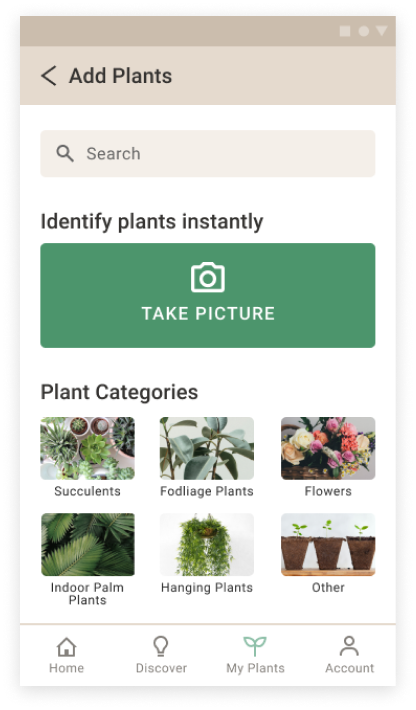 Add Plants
Search
Identify plants instantly
TAKE PICTURE
Plant Categories
Succulents
Fodliage Plants
Flowers
Indoor Palm
Plants
Hanging Plants
Other
Home
Discover
My Plants
Account